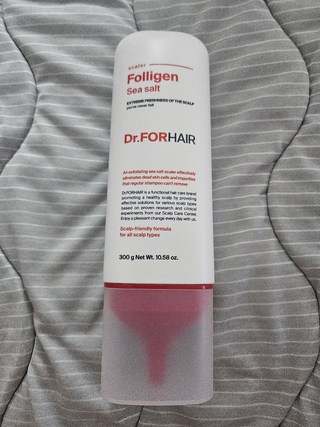 scaler
Folligen
Sea salt
EXTREME FRESHNESS OF THE SCALP
you've never felt
Dr.FORHAIR
An exfoliating sea salt scaler effectively
eliminates dead skin cells and impurities
that regular shampoo can't remove
Dr.FORHAIR is a functional hair care brand
promoting a healthy scalp by providing
effective solutions for various scalp types
based on proven research and clinical
experiments from our Scalp Care Center.
Enjoy a pleasant change every day with us.
Scalp-friendly formula
for all scalp types
300 g Net Wt. 10.58 oz.